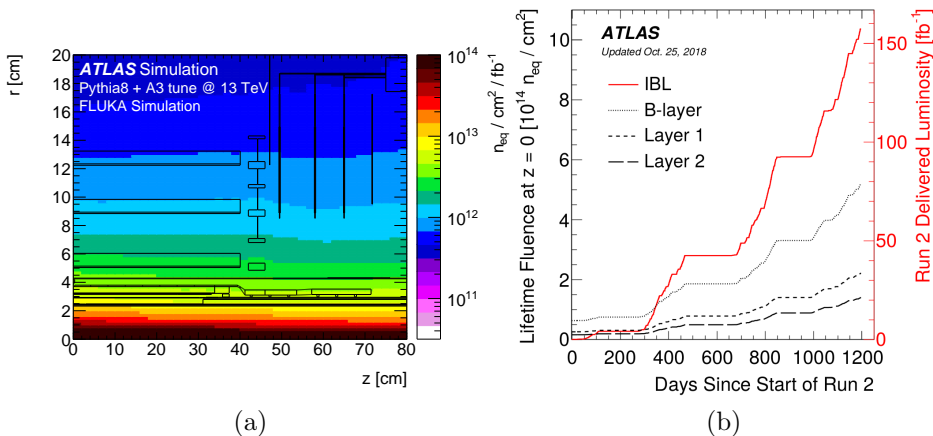 ATLAS Simulation
Pythia8 + A3 tune @ 13 TeV
FLUKA Simulation
r [cm]
20
18
16
14
12
10
8
6
4
2
0
0 10 20 30 40 50 60 70 80
z [cm]
10^14
10^13
10^12
10^11
n_eq / cm^2 / fb^-1
(a)
ATLAS
Updated Oct. 25, 2018
IBL
B-layer
Layer 1
Layer 2
Lifetime Fluence at z = 0 [10^14 n_eq / cm^2]
10
8
6
4
2
0
0 200 400 600 800 1000 1200
Days Since Start of Run 2
150
100
50
0
Run 2 Delivered Luminosity [fb^-1]
(b)